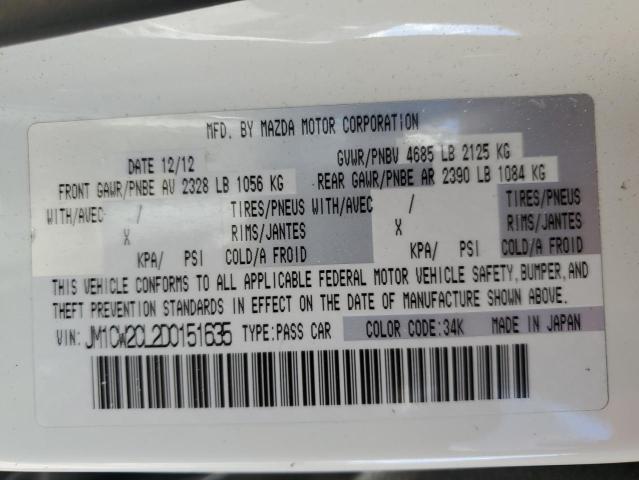 MFD. BY MAZDA MOTOR CORPORATION
DATE 12/12 GVWR/PNBV 4685 LB 2125 KG
FRONT GAWR/PNBE AV 2328 LB 1056 KG REAR GAWR/PNBE AR 2390 LB 1084 KG
WITH/AVEC / TIRES/PNEUS WITH/AVEC / TIRES/PNEUS
X RIMS/JANTES X RIMS/JANTES
KPA/ PSI COLD/A FROID KPA/ PSI COLD/A FROID
THIS VEHICLE CONFORMS TO ALL APPLICABLE FEDERAL MOTOR VEHICLE SAFETY, BUMPER, AND
THEFT PREVENTION STANDARDS IN EFFECT ON THE DATE OF MANUFACTURE SHOWN ABOVE.
VIN: JM1CW2CL2D0151635 TYPE:PASS CAR COLOR CODE:34K MADE IN JAPAN